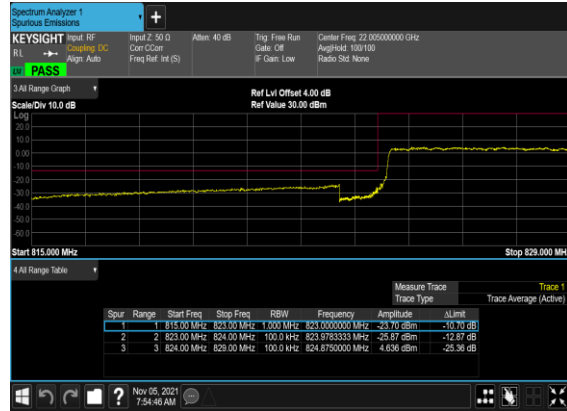 Spectrum Analyzer 1
Spurious Emissions
KEYSIGHT Input: RF Input Z: 50 Ω Atten: 40 dB Trig: Free Run Center Freq: 22.005000000 GHz
RL Coupling: DC Corr CCorr Gate: Off Avg|Hold: 100/100
Align: Auto Freq Ref: Int (S) IF Gain: Low Radio Std: None
PASS
3 All Range Graph
Ref Lvl Offset 4.00 dB
Scale/Div 10.0 dB Ref Value 30.00 dBm
Log
20.0
10.0
0.00
-10.0
-20.0
-30.0
-40.0
-50.0
-60.0
Start 815.000 MHz Stop 829.000 MH
4 All Range Table
Measure Trace Trace 1
Trace Type Trace Average (Active)
Spur Range Start Freq Stop Freq RBW Frequency Amplitude ΔLimit
1 1 815.00 MHz 823.00 MHz 1.000 MHz 823.0000000 MHz -23.70 dBm -10.70 dB
2 2 823.00 MHz 824.00 MHz 100.0 kHz 823.9783333 MHz -25.87 dBm -12.87 dB
3 3 824.00 MHz 829.00 MHz 100.0 kHz 824.8750000 MHz 4.636 dBm -25.36 dB
? Nov 05, 2021
7:54:46 AM